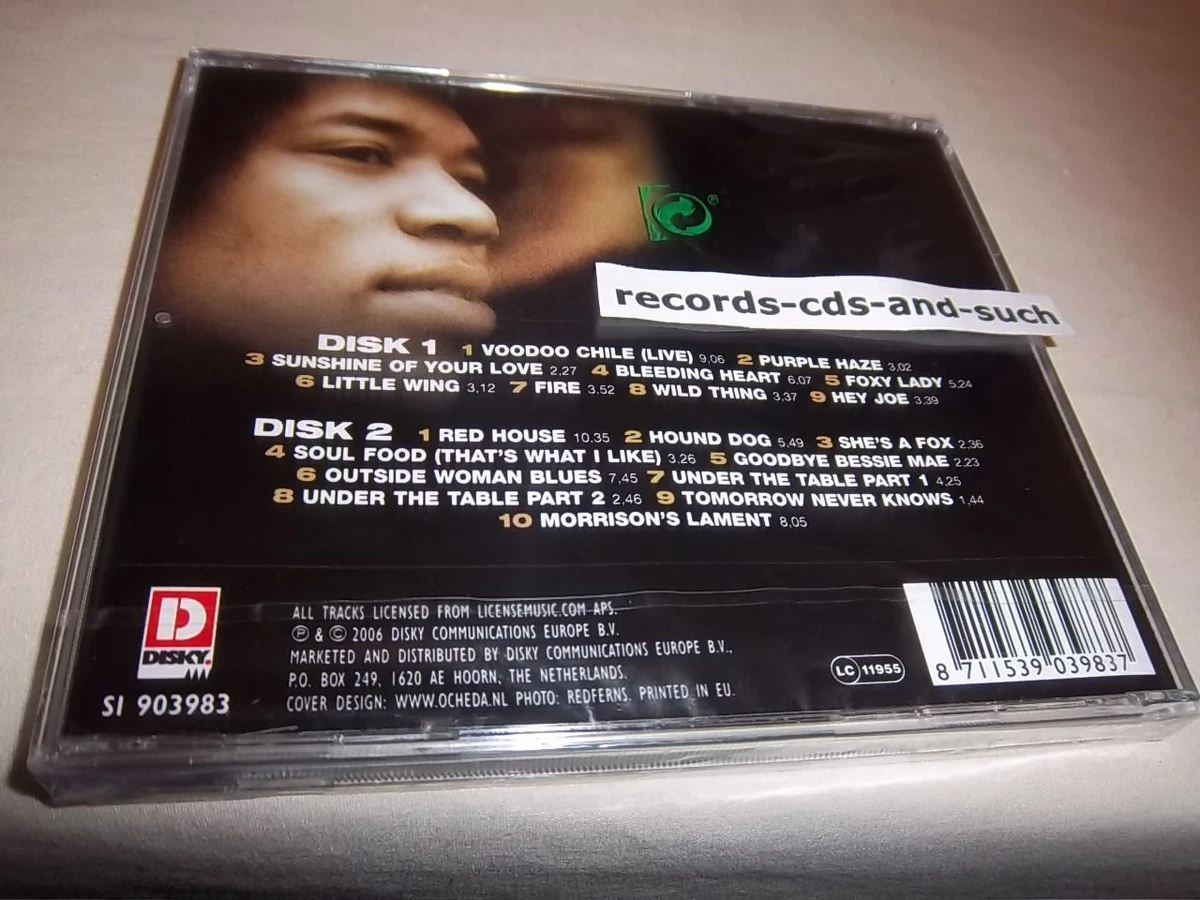 ®
records-cds-and-such
DISK 1 1 VOODOO CHILE (LIVE) 9,06 2 PURPLE HAZE 3,02
3 SUNSHINE OF YOUR LOVE 2,27 4 BLEEDING HEART 6,07 5 FOXY LADY 5,24
6 LITTLE WING 3,12 7 FIRE 3,52 8 WILD THING 3,37 9 HEY JOE 3,39
DISK 2 1 RED HOUSE 10,35 2 HOUND DOG 5,49 3 SHE'S A FOX 2,36
4 SOUL FOOD (THAT'S WHAT I LIKE) 3,26 5 GOODBYE BESSIE MAE 2,23
6 OUTSIDE WOMAN BLUES 7,45 7 UNDER THE TABLE PART 1 4,25
8 UNDER THE TABLE PART 2 2,46 9 TOMORROW NEVER KNOWS 1,44
10 MORRISON'S LAMENT 8,05
D
DISKY.
SI 903983
ALL TRACKS LICENSED FROM LICENSEMUSIC.COM APS.
℗ & © 2006 DISKY COMMUNICATIONS EUROPE B.V.
MARKETED AND DISTRIBUTED BY DISKY COMMUNICATIONS EUROPE B.V.,
P.O. BOX 249, 1620 AE HOORN, THE NETHERLANDS.
COVER DESIGN: WWW.OCHEDA.NL PHOTO: REDFERNS. PRINTED IN EU.
LC 11955
8 711539 039837